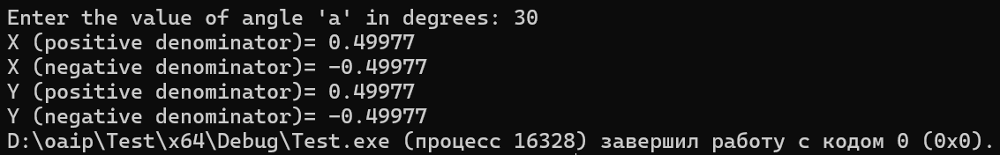 Enter the value of angle 'a' in degrees: 30
X (positive denominator)= 0.49977
X (negative denominator)= -0.49977
Y (positive denominator)= 0.49977
Y (negative denominator)= -0.49977
D:\oaip\Test\x64\Debug\Test.exe (процесс 16328) завершил работу с кодом 0 (0x0).